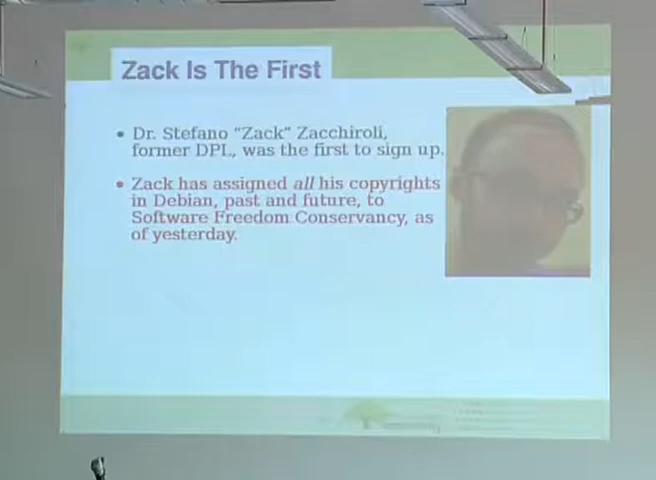 Zack Is The First
• Dr. Stefano "Zack" Zacchiroli,
former DPL, was the first to sign up.
• Zack has assigned all his copyrights
in Debian, past and future, to
Software Freedom Conservancy, as
of yesterday.